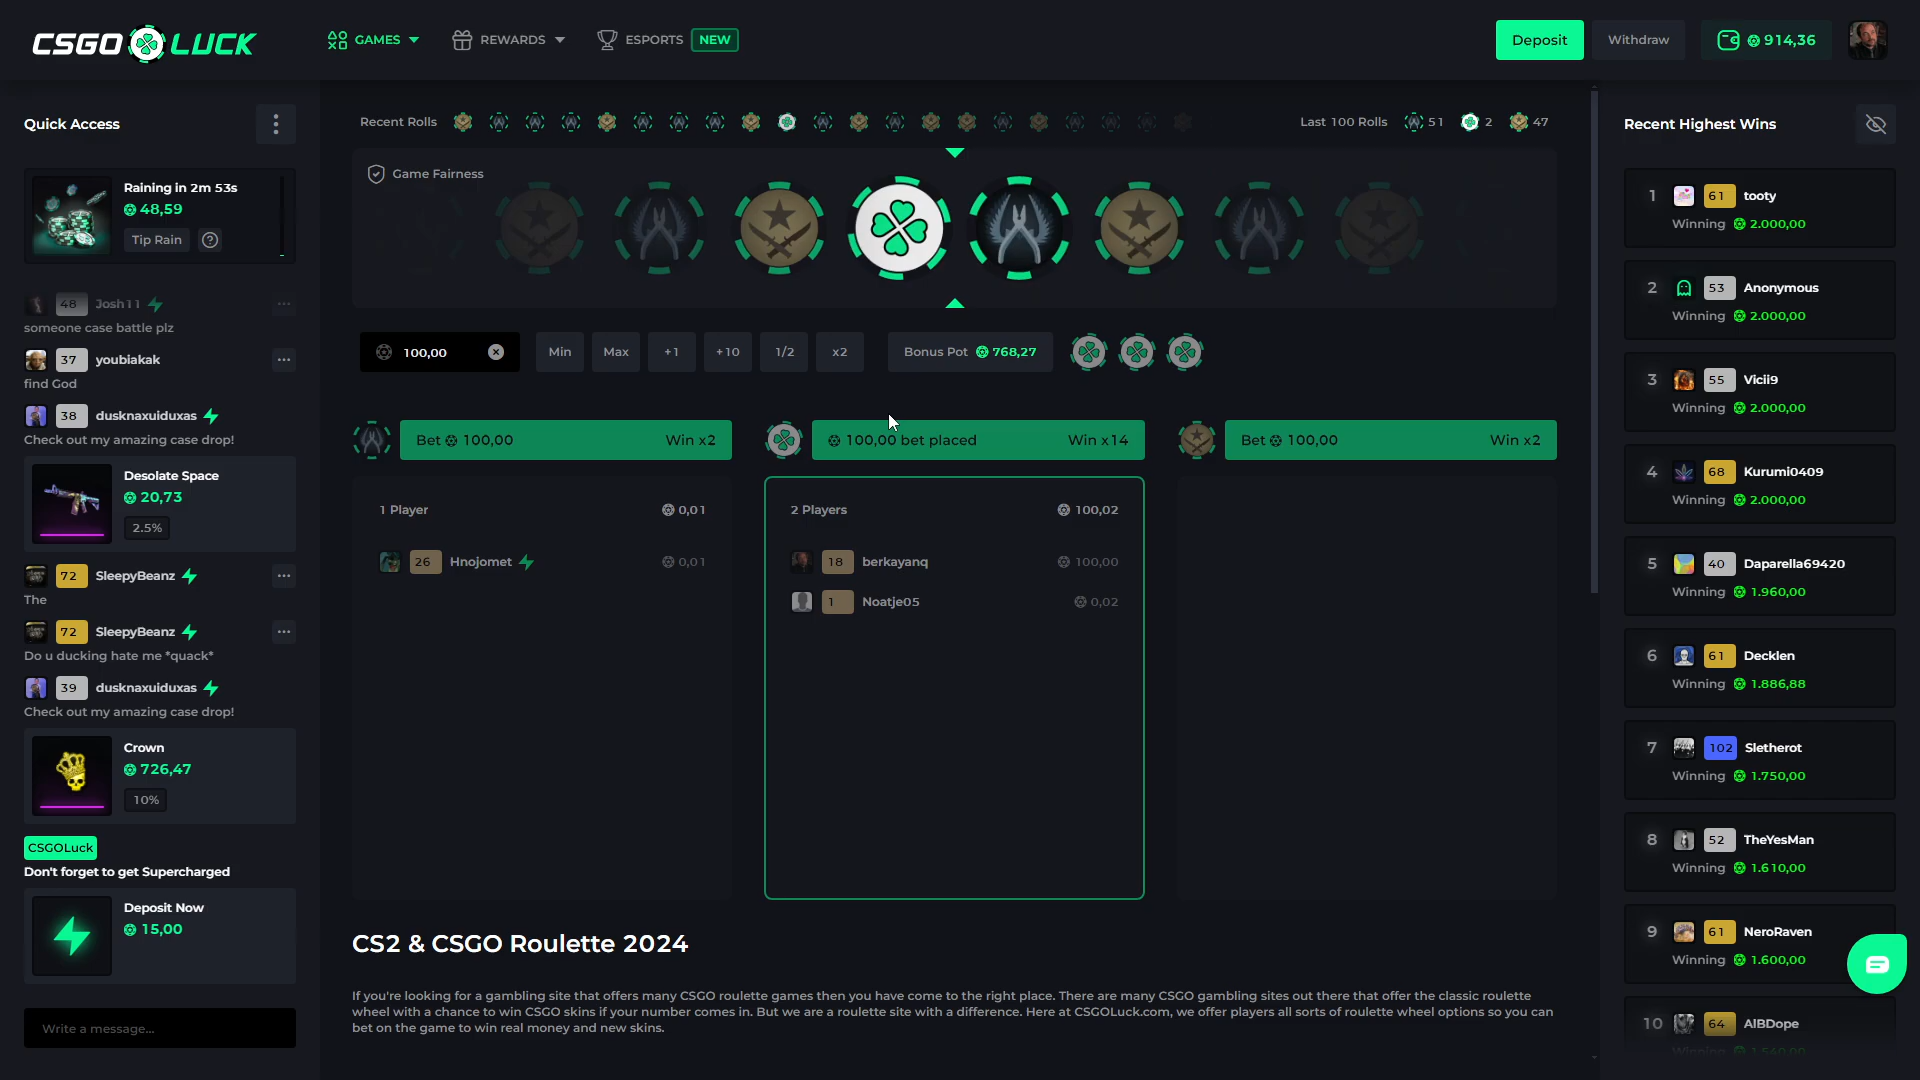 CSGO LUCK
GAMES
REWARDS
ESPORTS NEW
Deposit
Withdraw
914,36
Quick Access
Raining in 2m 53s
48,59
Tip Rain
48 Josh11
someone case battle plz
37 youbiakak
find God
38 dusknaxuiduxas
Check out my amazing case drop!
Desolate Space
20,73
2.5%
72 SleepyBeanz
The
72 SleepyBeanz
Do u ducking hate me *quack*
39 dusknaxuiduxas
Check out my amazing case drop!
Crown
726,47
10%
CSGOLuck
Don't forget to get Supercharged
Deposit Now
15,00
Write a message...
Recent Rolls
Last 100 Rolls 51 2 47
Game Fairness
100,00
Min
Max
+1
+10
1/2
x2
Bonus Pot 768,27
Bet 100,00 Win x2
100,00 bet placed Win x14
Bet 100,00 Win x2
1 Player 0,01
26 Hnojomet 0,01
2 Players 100,02
18 berkayanq 100,00
1 Noatje05 0,02
CS2 & CSGO Roulette 2024
If you're looking for a gambling site that offers many CSGO roulette games then you have come to the right place. There are many CSGO gambling sites out there that offer the classic roulette
wheel with a chance to win CSGO skins if your number comes in. But we are a roulette site with a difference. Here at CSGOLuck.com, we offer players all sorts of roulette wheel options so you can
bet on the game to win real money and new skins.
Recent Highest Wins
1 61 tooty
Winning 2.000,00
2 53 Anonymous
Winning 2.000,00
3 55 Vicii9
Winning 2.000,00
4 68 Kurumi0409
Winning 2.000,00
5 40 Daparella69420
Winning 1.960,00
6 61 Decklen
Winning 1.886,88
7 102 Sletherot
Winning 1.750,00
8 52 TheYesMan
Winning 1.610,00
9 61 NeroRaven
Winning 1.600,00
10 64 AlBDope
Winning 1.540,00